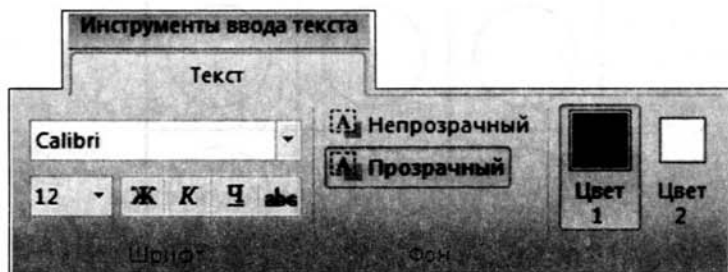 Инструменты ввода текста
Текст
Calibri
12 Ж К Ч abc
Шрифт
Непрозрачный
Прозрачный
Фон
Цвет 1
Цвет 2